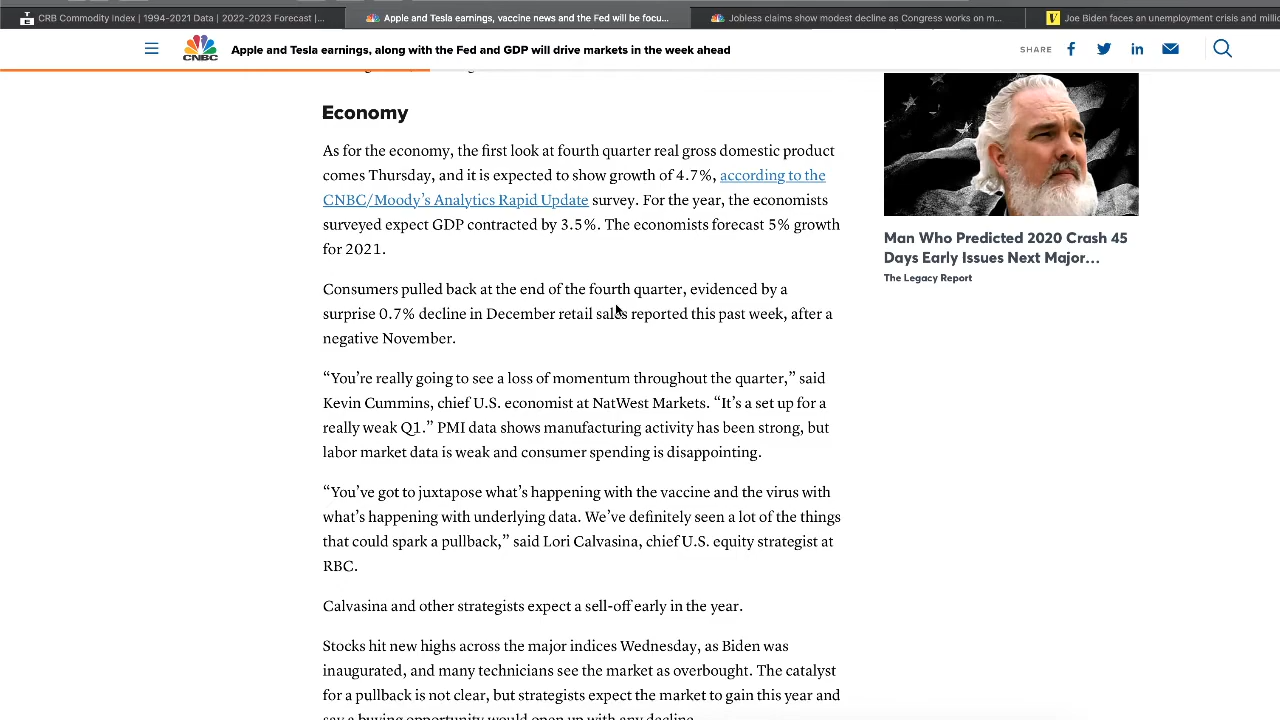 CRB Commodity Index | 1994-2021 Data | 2022-2023 Forecast |...
Apple and Tesla earnings, vaccine news and the Fed will be focu...
Jobless claims show modest decline as Congress works on m...
Joe Biden faces an unemployment crisis and millio
CNBC
Apple and Tesla earnings, along with the Fed and GDP will drive markets in the week ahead
SHARE
Economy
As for the economy, the first look at fourth quarter real gross domestic product
comes Thursday, and it is expected to show growth of 4.7%, according to the
CNBC/Moody’s Analytics Rapid Update survey. For the year, the economists
surveyed expect GDP contracted by 3.5%. The economists forecast 5% growth
for 2021.
Consumers pulled back at the end of the fourth quarter, evidenced by a
surprise 0.7% decline in December retail sales reported this past week, after a
negative November.
“You’re really going to see a loss of momentum throughout the quarter,” said
Kevin Cummins, chief U.S. economist at NatWest Markets. “It’s a set up for a
really weak Q1.” PMI data shows manufacturing activity has been strong, but
labor market data is weak and consumer spending is disappointing.
“You’ve got to juxtapose what’s happening with the vaccine and the virus with
what’s happening with underlying data. We’ve definitely seen a lot of the things
that could spark a pullback,” said Lori Calvasina, chief U.S. equity strategist at
RBC.
Calvasina and other strategists expect a sell-off early in the year.
Stocks hit new highs across the major indices Wednesday, as Biden was
inaugurated, and many technicians see the market as overbought. The catalyst
for a pullback is not clear, but strategists expect the market to gain this year and
say a buying opportunity would open up with any decline.
Man Who Predicted 2020 Crash 45
Days Early Issues Next Major...
The Legacy Report